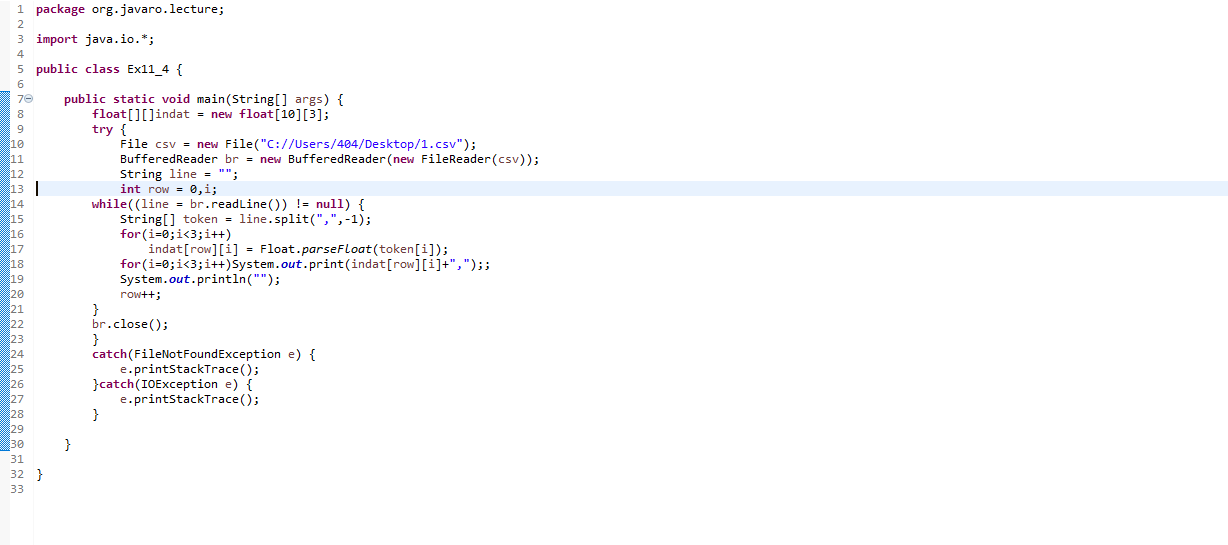 1 package org.javaro.lecture;
2
3 import java.io.*;
4
5 public class Ex11_4 {
6
7 public static void main(String[] args) {
8 float[][]indat = new float[10][3];
9 try {
10 File csv = new File("C://Users/404/Desktop/1.csv");
11 BufferedReader br = new BufferedReader(new FileReader(csv));
12 String line = "";
13 int row = 0,i;
14 while((line = br.readLine()) != null) {
15 String[] token = line.split(",",-1);
16 for(i=0;i<3;i++)
17 indat[row][i] = Float.parseFloat(token[i]);
18 for(i=0;i<3;i++)System.out.print(indat[row][i]+",");;
19 System.out.println("");
20 row++;
21 }
22 br.close();
23 }
24 catch(FileNotFoundException e) {
25 e.printStackTrace();
26 }catch(IOException e) {
27 e.printStackTrace();
28 }
29
30 }
31
32 }
33